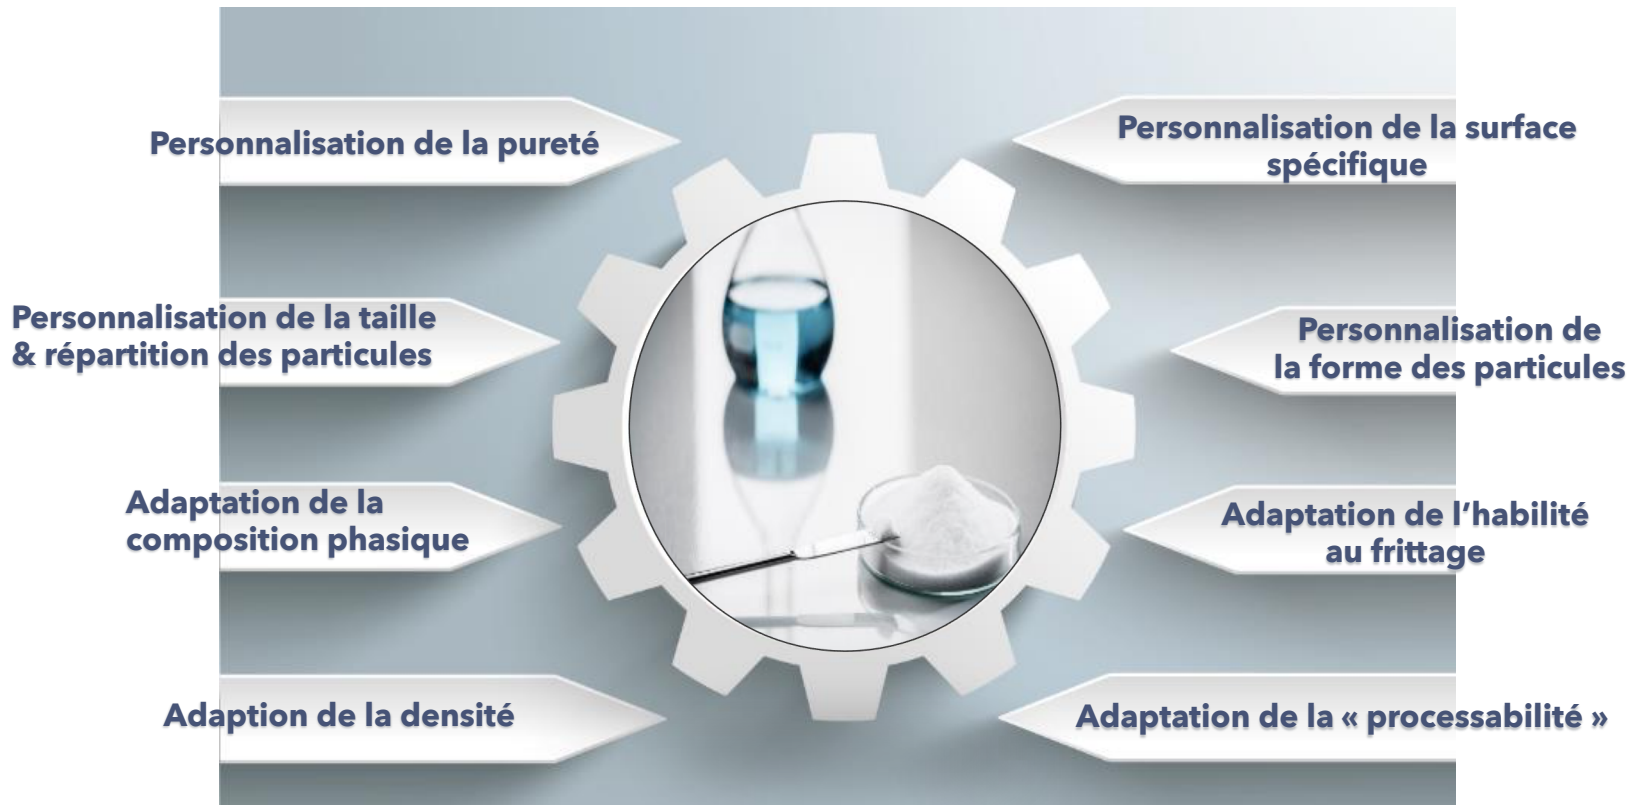 Personnalisation de la pureté
Personnalisation de la taille
& répartition des particules
Adaptation de la
composition phasique
Adaption de la densité
Personnalisation de la surface
spécifique
Personnalisation de
la forme des particules
Adaptation de l’habilité
au frittage
Adaptation de la « processabilité »